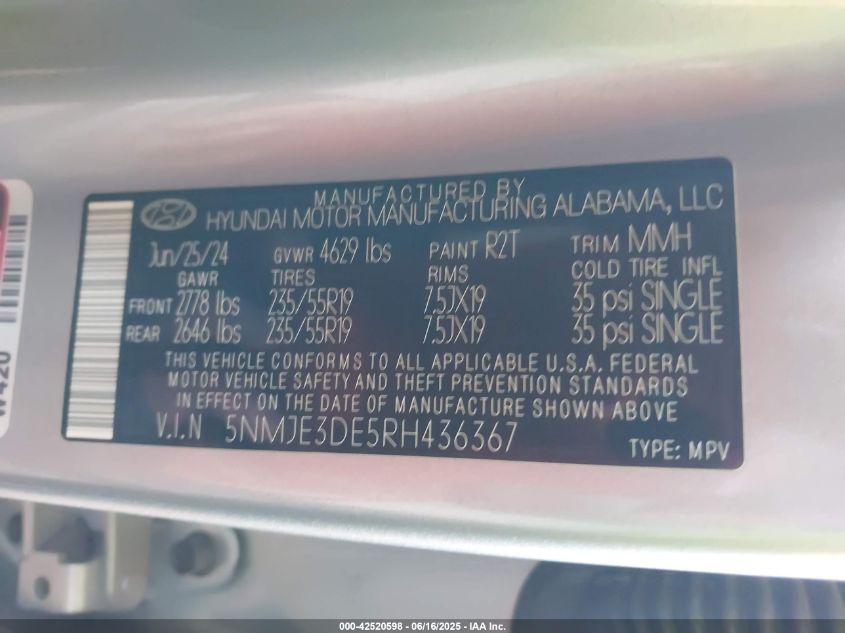 MANUFACTURED BY
HYUNDAI MOTOR MANUFACTURING ALABAMA, LLC
Jun/25/24 GVWR 4629 lbs PAINT R2T TRIM MMH
GAWR TIRES RIMS COLD TIRE INFL
FRONT 2778 lbs 235/55R19 7.5JX19 35 psi SINGLE
REAR 2646 lbs 235/55R19 7.5JX19 35 psi SINGLE
THIS VEHICLE CONFORMS TO ALL APPLICABLE U.S.A. FEDERAL
MOTOR VEHICLE SAFETY AND THEFT PREVENTION STANDARDS
IN EFFECT ON THE DATE OF MANUFACTURE SHOWN ABOVE
V.I.N 5NMJE3DE5RH436367 TYPE: MPV
W420
000-42520598 - 06/16/2025 - IAA Inc.